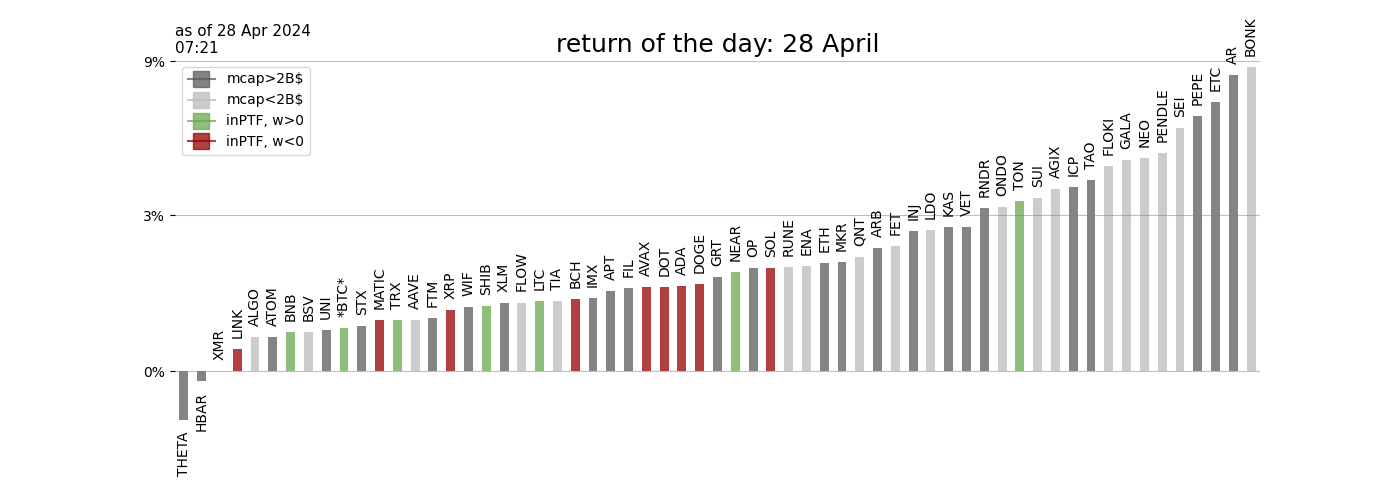 as of 28 Apr 2024
07:21
return of the day: 28 April
mcap>2B$
mcap<2B$
inPTF, w>0
inPTF, w<0
9%
3%
0%
THETA
HBAR
XMR
LINK
ALGO
ATOM
BNB
BSV
UNI
*BTC*
STX
MATIC
TRX
AAVE
FTM
XRP
WIF
SHIB
XLM
FLOW
LTC
TIA
BCH
IMX
APT
FIL
AVAX
DOT
ADA
DOGE
GRT
NEAR
OP
SOL
RUNE
ENA
ETH
MKR
QNT
ARB
FET
INJ
LDO
KAS
VET
RNDR
ONDO
TON
SUI
AGIX
ICP
TAO
FLOKI
GALA
NEO
PENDLE
SEI
PEPE
ETC
AR
BONK